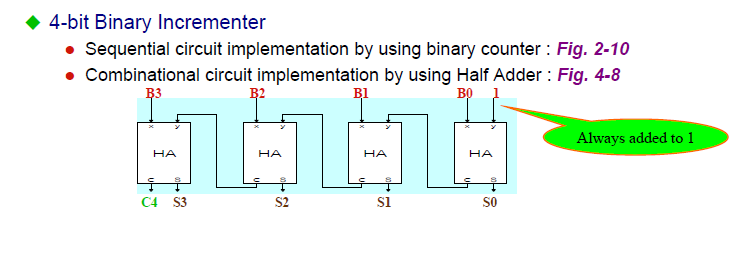 4-bit Binary Incrementer
Sequential circuit implementation by using binary counter : Fig. 2-10
Combinational circuit implementation by using Half Adder : Fig. 4-8
B3 B2 B1 B0 1
x y x y x y x y
Always added to 1
HA HA HA HA
C S C S C S C S
C4 S3 S2 S1 S0